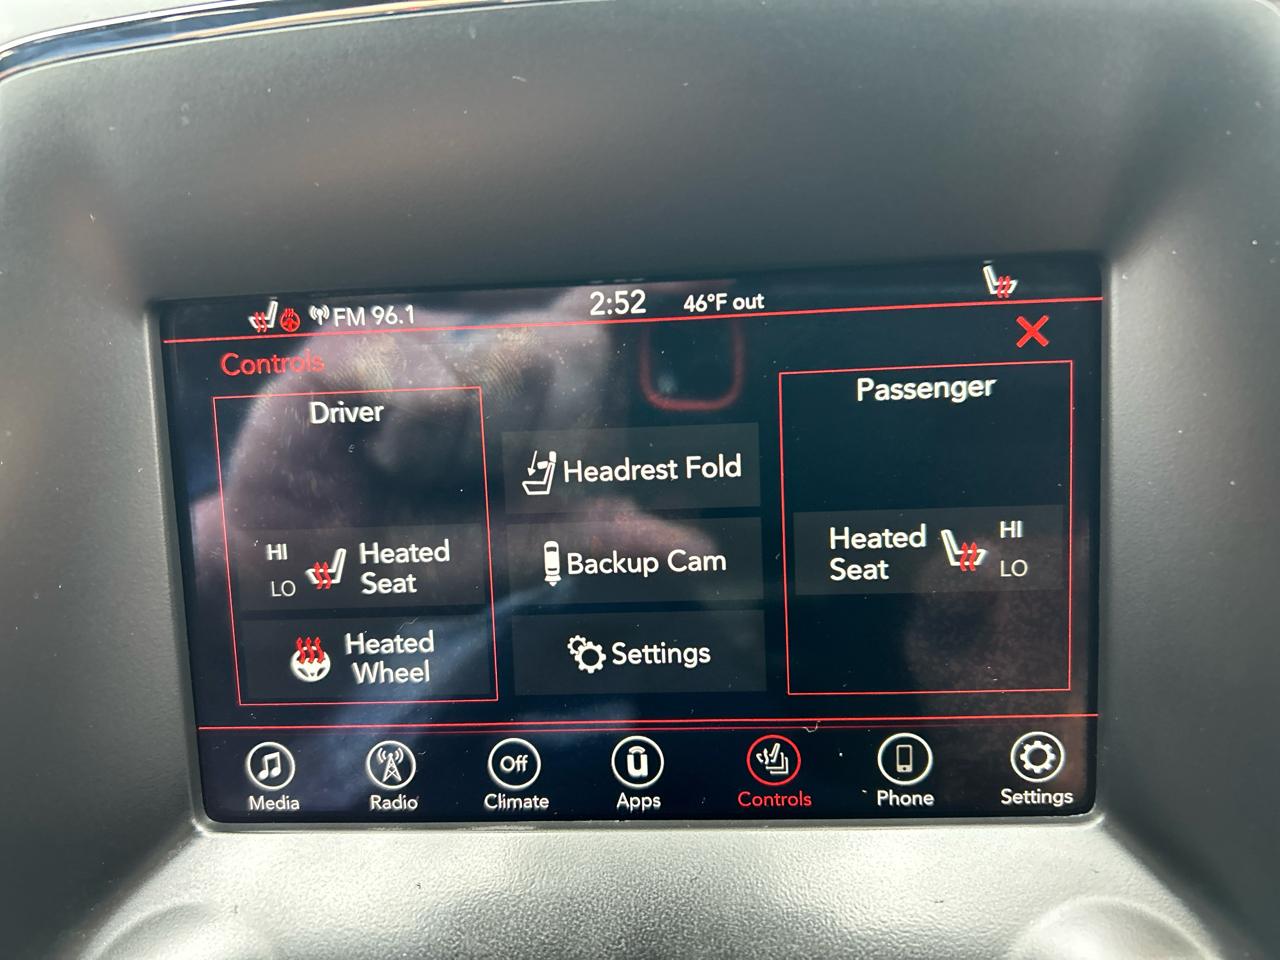 FM 96.1
2:52
46°F out
Controls
Driver
HI
LO
Heated
Seat
Heated
Wheel
Headrest Fold
Backup Cam
Settings
Passenger
Heated
Seat
HI
LO
Media
Radio
Off
Climate
u
Apps
Controls
Phone
Settings